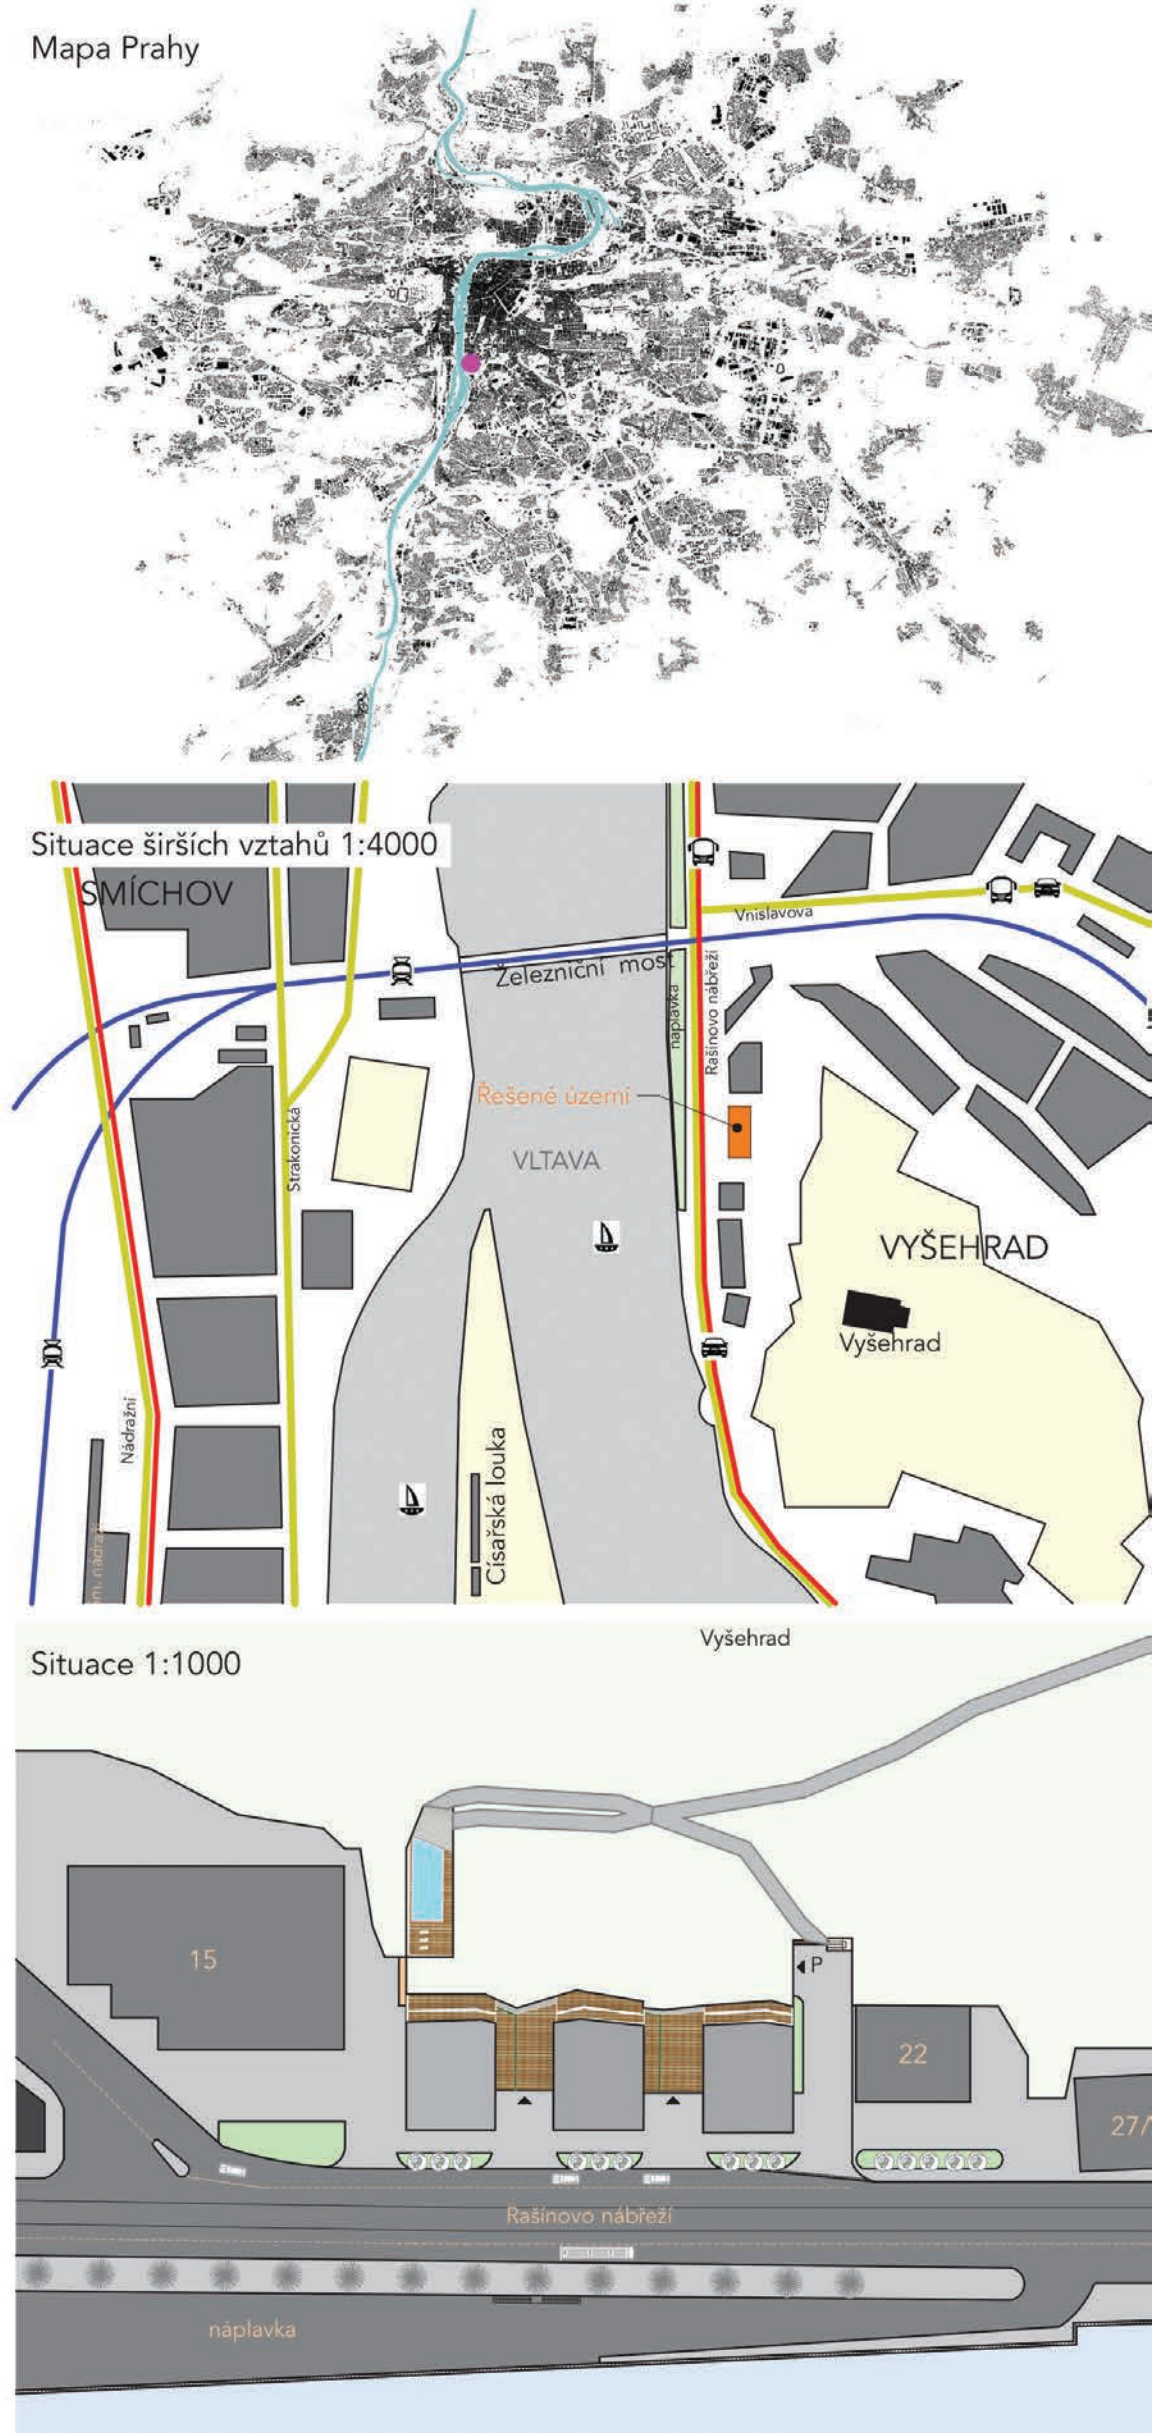 Mapa Prahy
Situace širších vztahů 1:4000
SMÍCHOV
Vnislavova
Železniční most
náplavka
Rašínovo nábřeží
Řešené území
Strakonická
VLTAVA
VYŠEHRAD
Vyšehrad
Nádražní
Císařská louka
Vyšehrad
Situace 1:1000
15
P
22
27/
Rašínovo nábřeží
náplavka